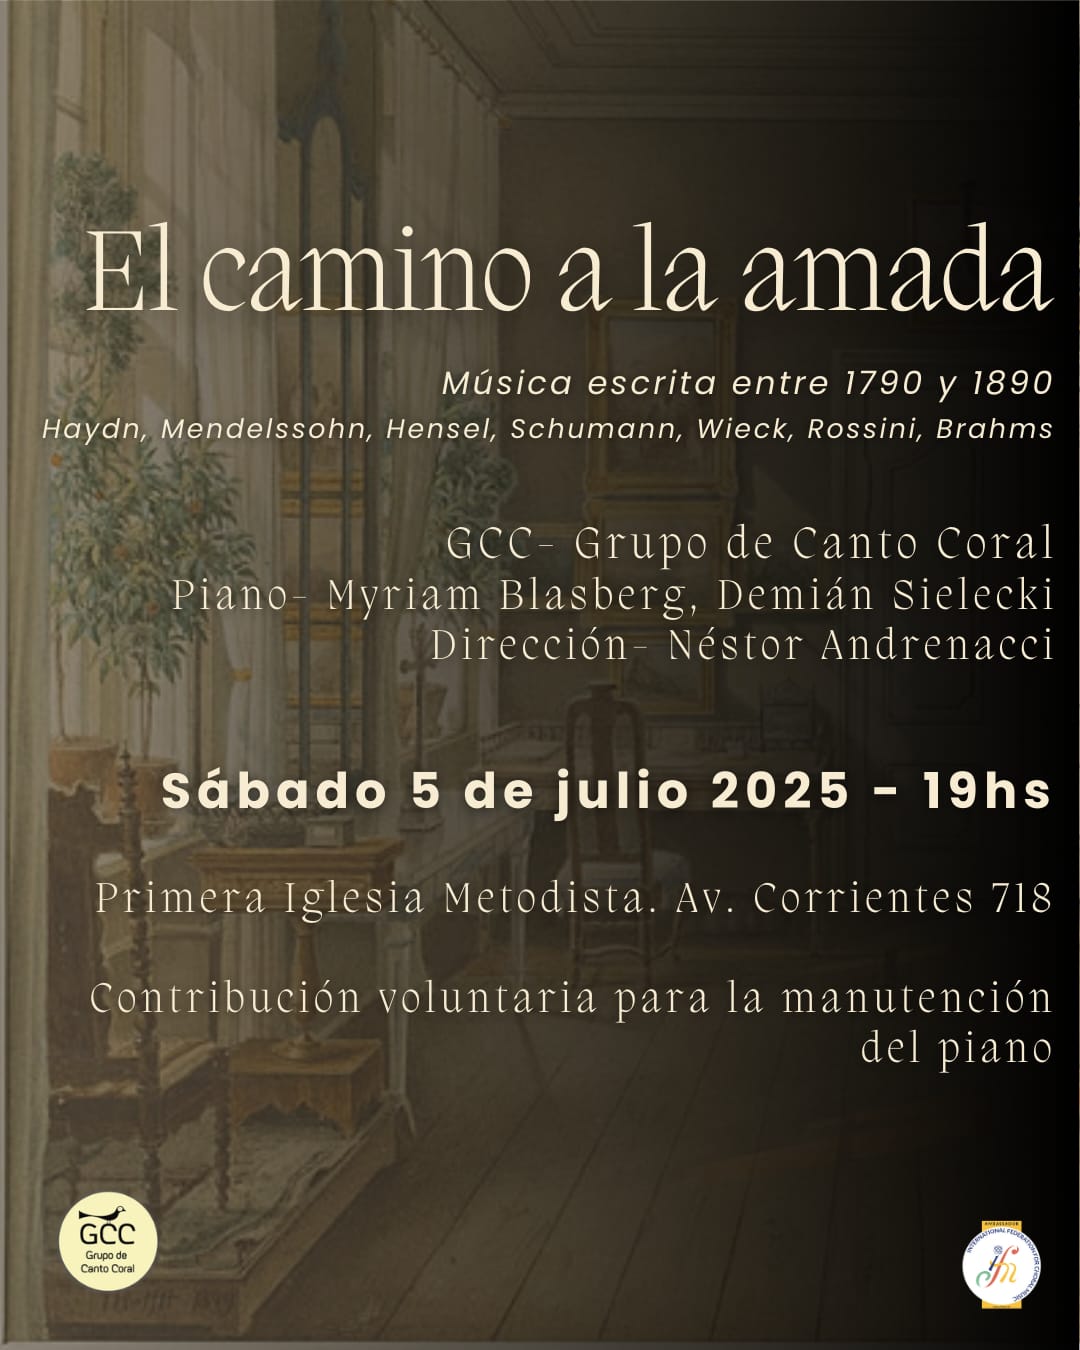 El camino a la amada
Música escrita entre 1790 y 1890
Haydn, Mendelssohn, Hensel, Schumann, Wieck, Rossini, Brahms
GCC- Grupo de Canto Coral
Piano- Myriam Blasberg, Demián Sielecki
Dirección- Néstor Andrenacci
Sábado 5 de julio 2025 - 19hs
Primera Iglesia Metodista. Av. Corrientes 718
Contribución voluntaria para la manutención
del piano
GCC
Grupo de
Canto Coral
AMBASSADOR
INTERNATIONAL FEDERATION FOR CHORAL MUSIC
ifm